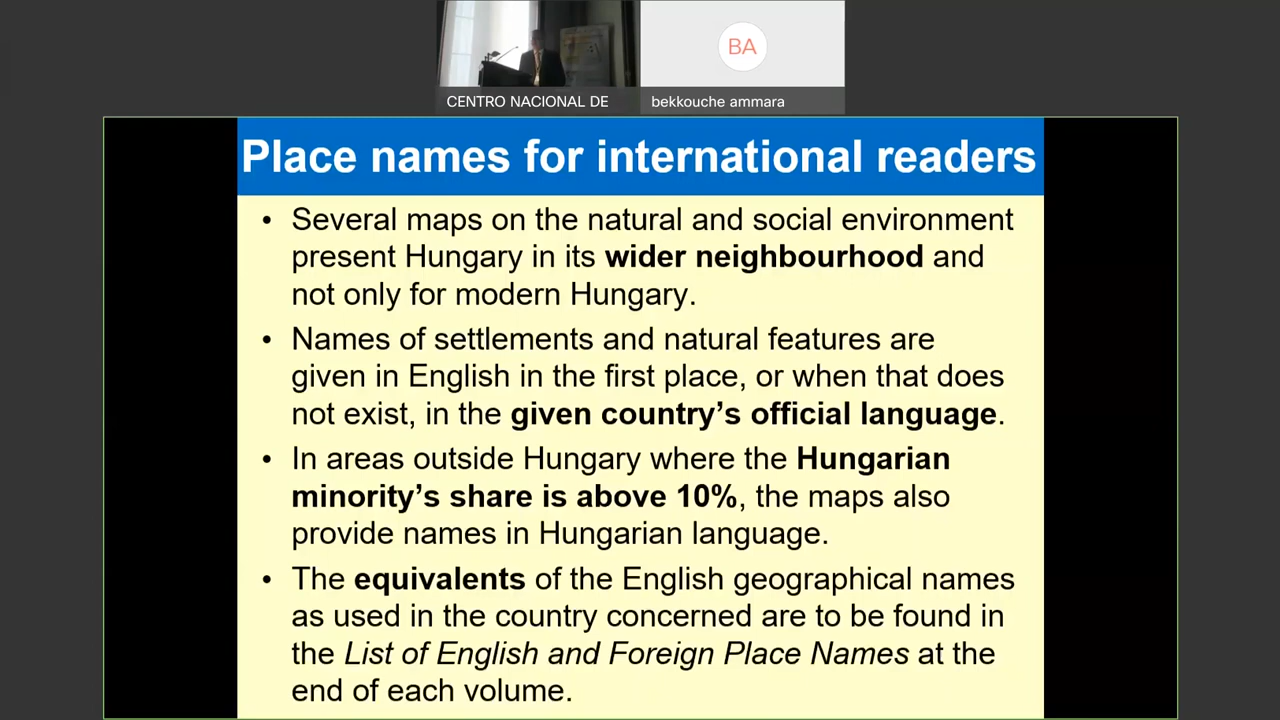 BA
CENTRO NACIONAL DE
bekkouche ammara
Place names for international readers
• Several maps on the natural and social environment
present Hungary in its wider neighbourhood and
not only for modern Hungary.
• Names of settlements and natural features are
given in English in the first place, or when that does
not exist, in the given country’s official language.
• In areas outside Hungary where the Hungarian
minority’s share is above 10%, the maps also
provide names in Hungarian language.
• The equivalents of the English geographical names
as used in the country concerned are to be found in
the List of English and Foreign Place Names at the
end of each volume.